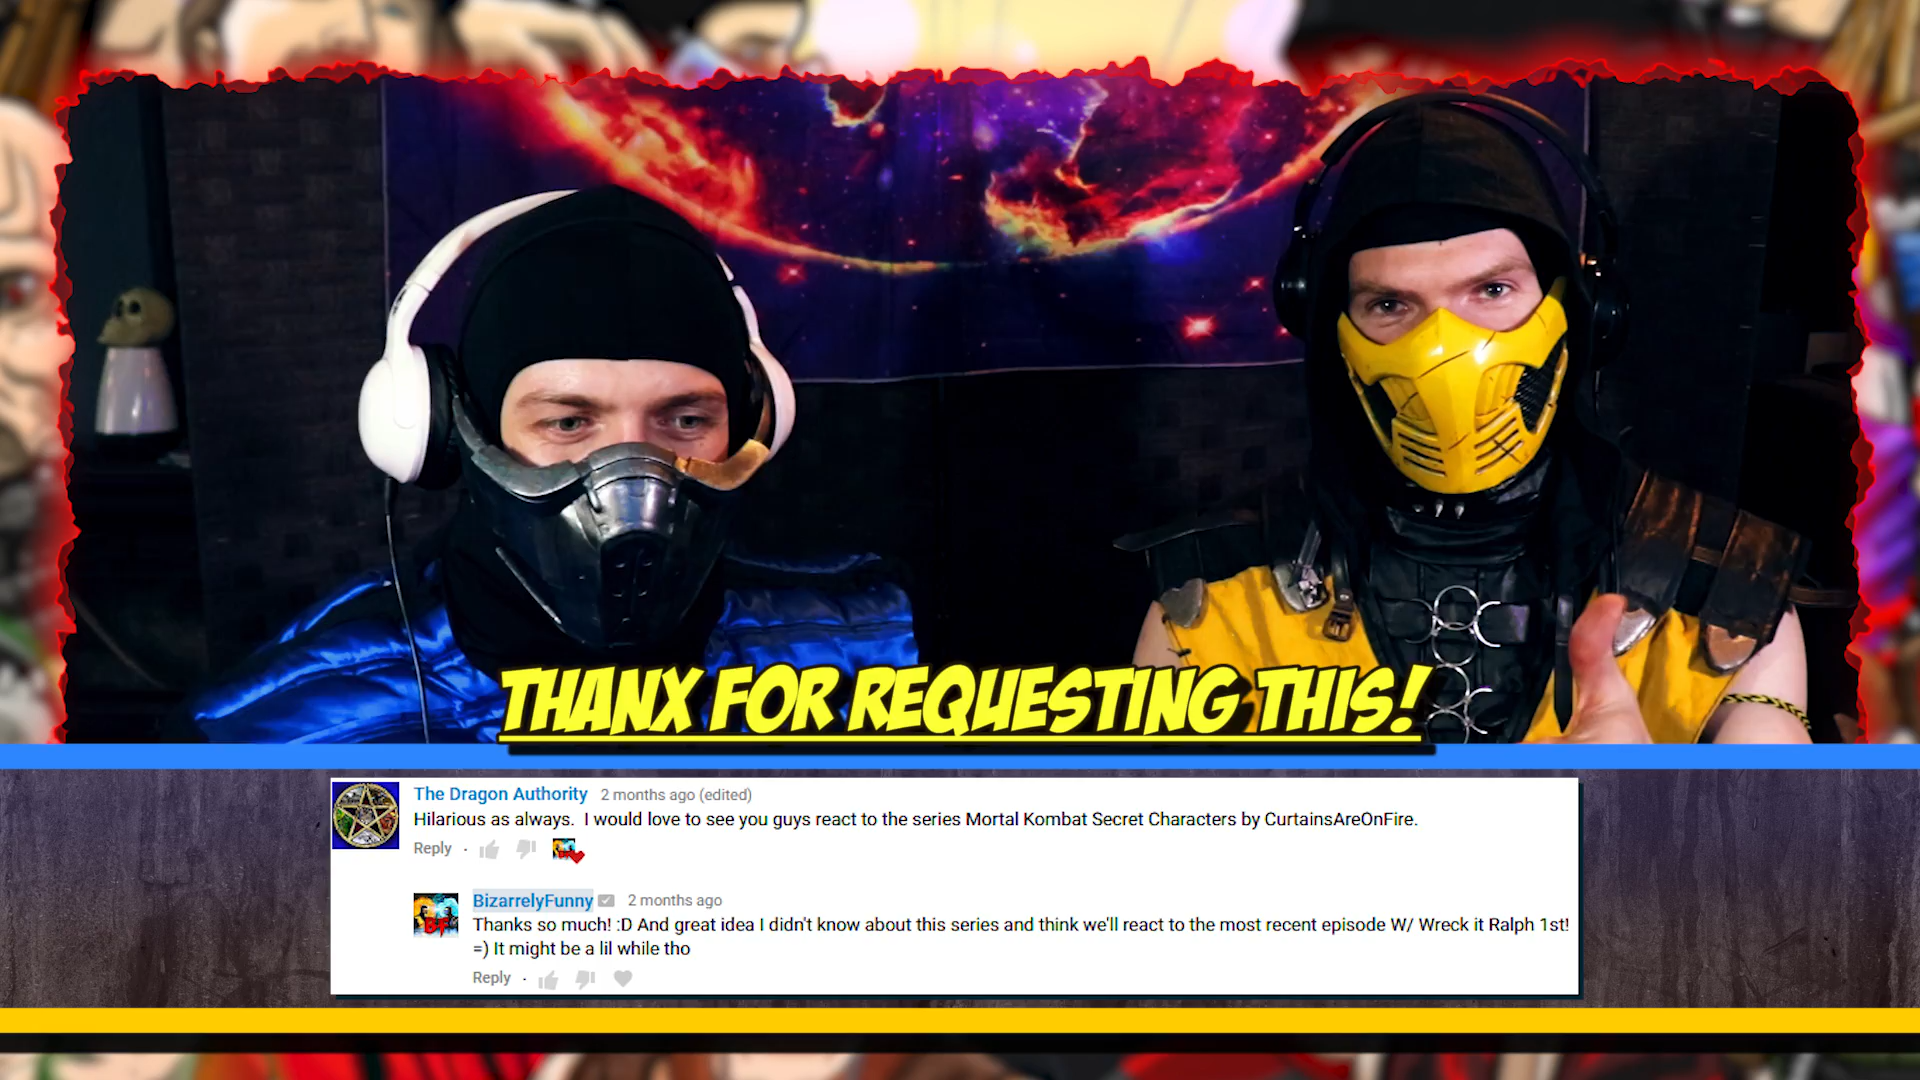 THANX FOR REQUESTING THIS!
The Dragon Authority 2 months ago (edited)
Hilarious as always. I would love to see you guys react to the series Mortal Kombat Secret Characters by CurtainsAreOnFire.
Reply
BizarrelyFunny 2 months ago
Thanks so much! :D And great idea I didn't know about this series and think we'll react to the most recent episode W/ Wreck it Ralph 1st!
=) It might be a lil while tho
Reply